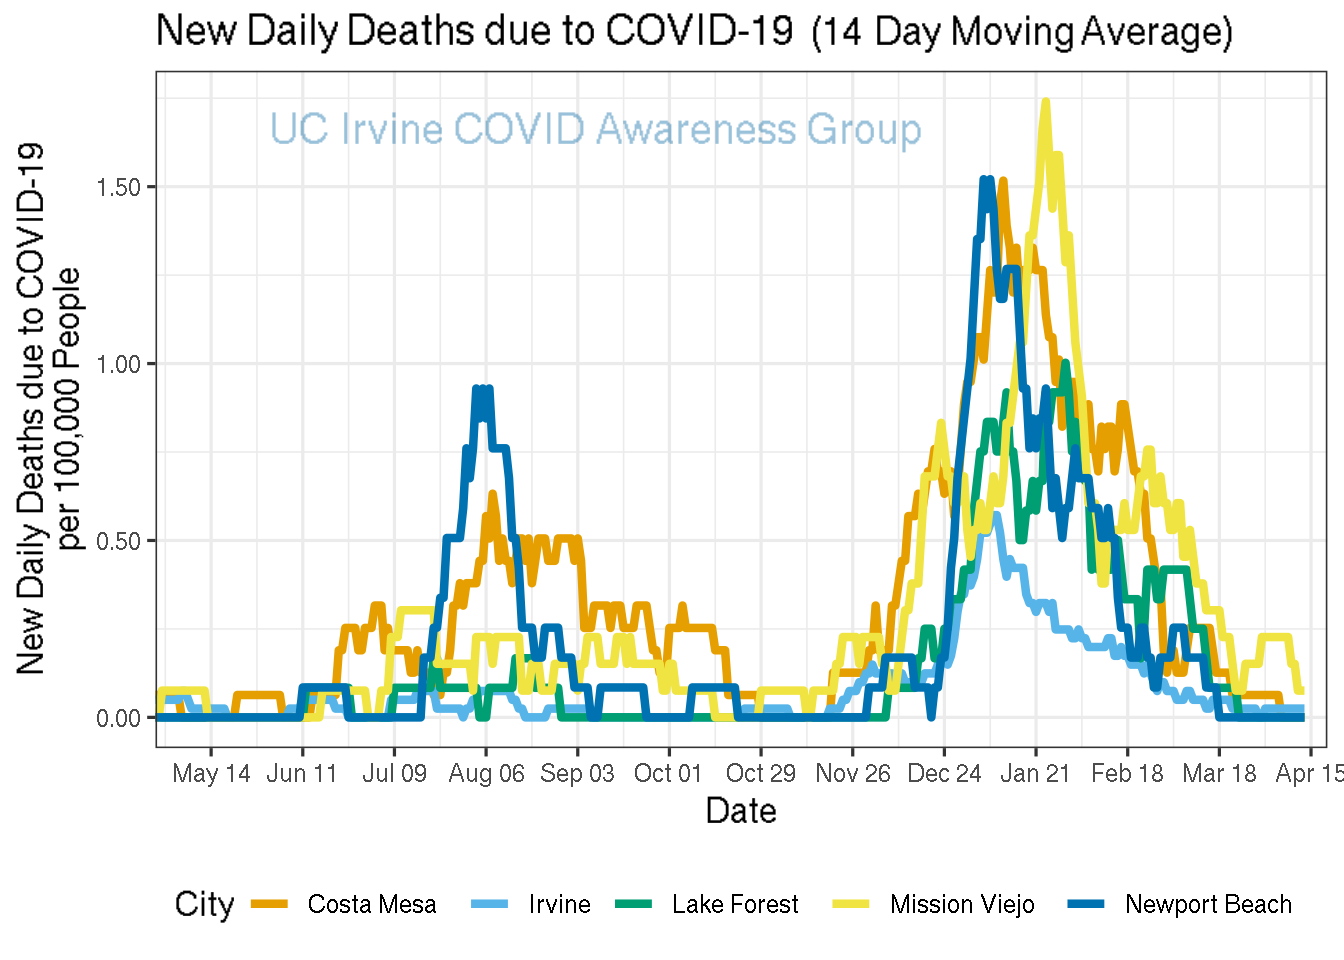 New Daily Deaths due to COVID-19 (14 Day Moving Average)
UC Irvine COVID Awareness Group
New Daily Deaths due to COVID-19
per 100,000 People
1.50
1.00
0.50
0.00
May 14 Jun 11 Jul 09 Aug 06 Sep 03 Oct 01 Oct 29 Nov 26 Dec 24 Jan 21 Feb 18 Mar 18 Apr 15
Date
City Costa Mesa Irvine Lake Forest Mission Viejo Newport Beach